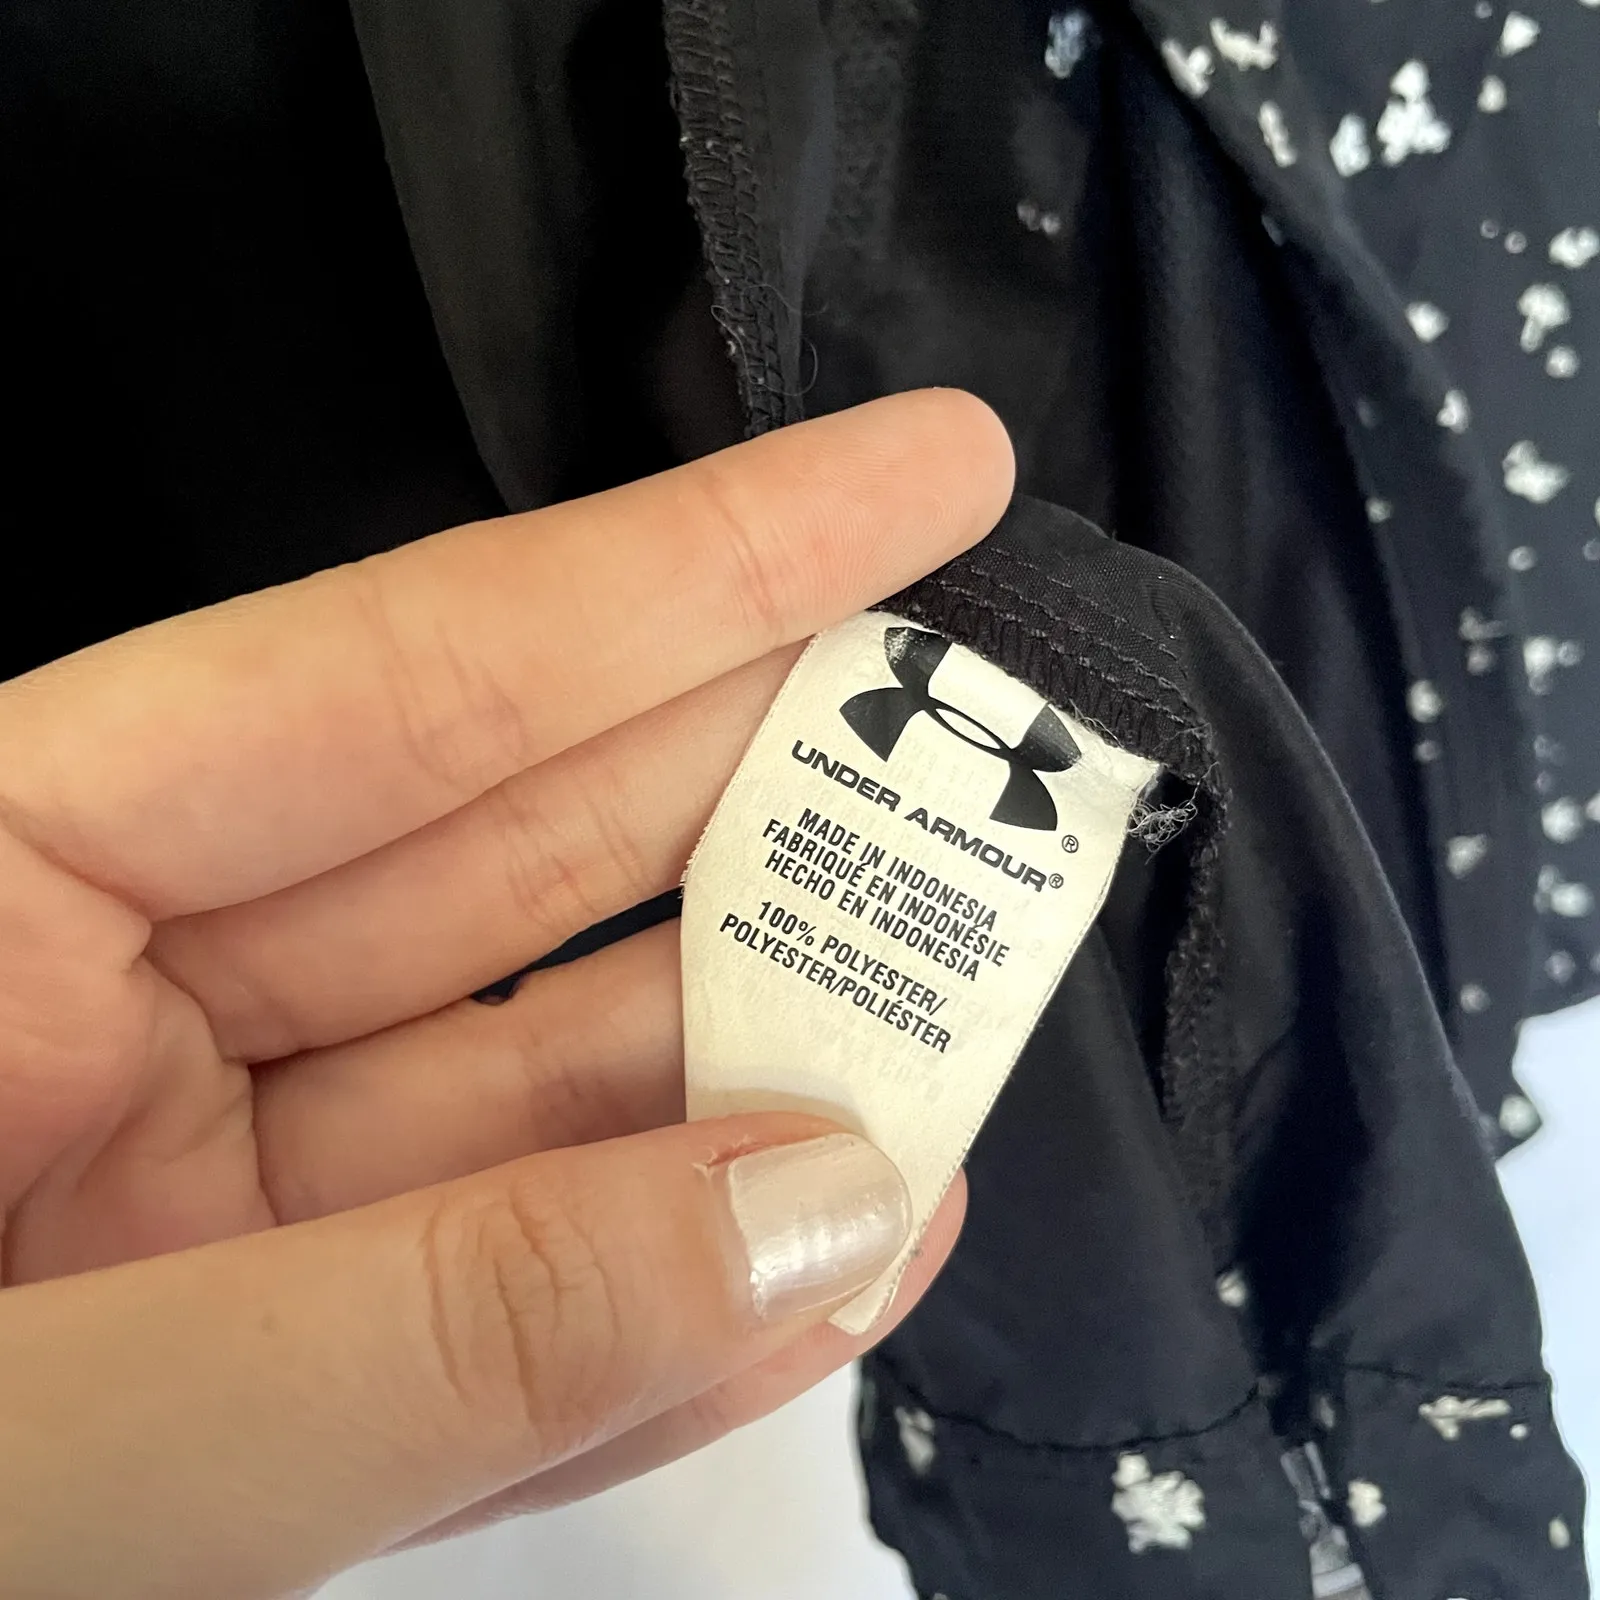 UNDER ARMOUR®
MADE IN INDONESIA
FABRIQUÉ EN INDONÉSIE
HECHO EN INDONESIA
100% POLYESTER/
POLYESTER/POLIÉSTER